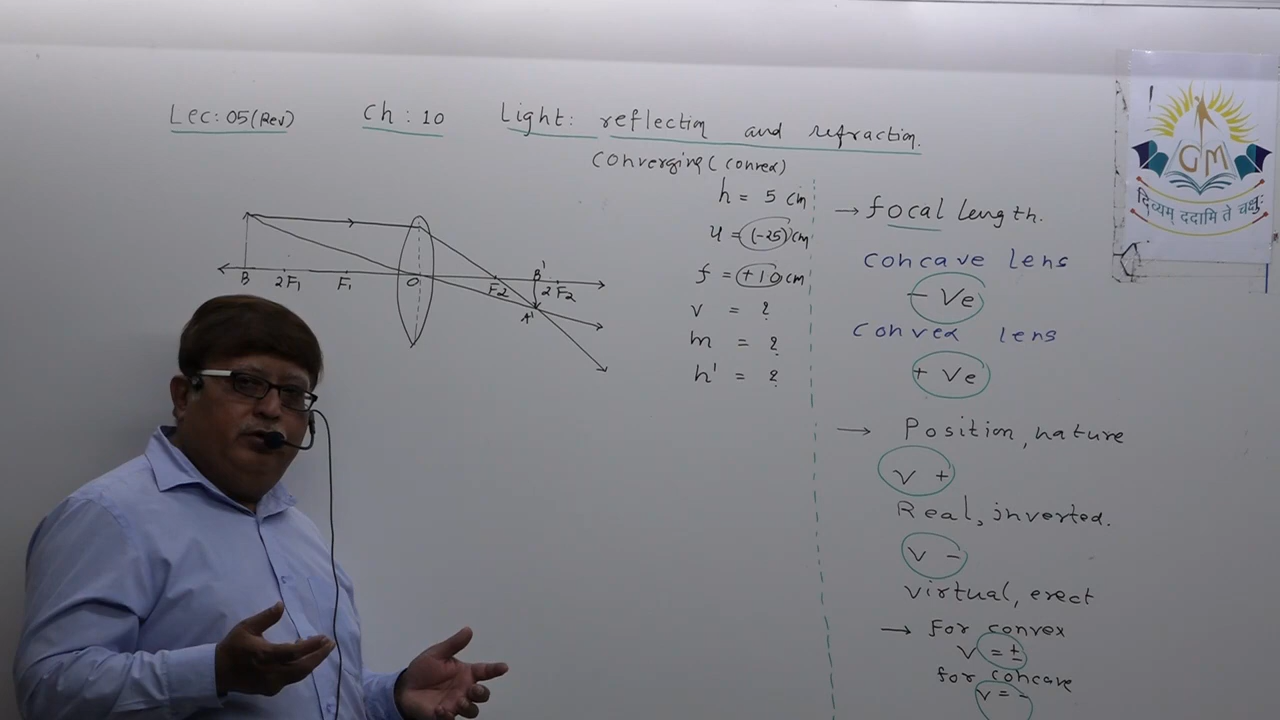 Lec: 05 (Rev) Ch: 10 Light: reflection and refraction.
Converging (convex)
h = 5 cm
u = (-25) cm
f = +10 cm
v = ?
m = ?
h' = ?
B 2F1 F1 O F2 B' 2F2
A'
→ focal length.
concave lens
- Ve
convex lens
+ Ve
→ Position, nature
v +
Real, inverted.
v -
virtual, erect
→ for convex
v = ±
for concave
v = -
GM
दिव्यम् ददामि ते चक्षुः